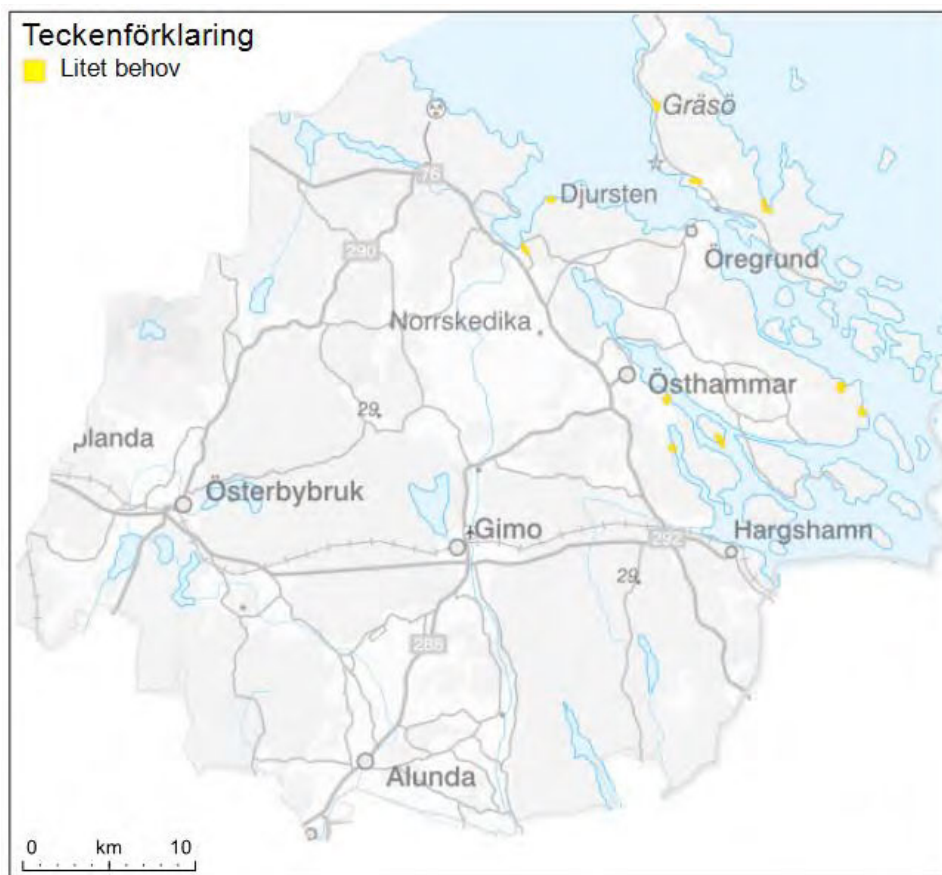 Teckenförklaring
Litet behov
Gräsö
76
Djursten
290
Öregrund
Norrskedika
Östhammar
29
planda
Österbybruk
Gimo
292
Hargshamn
29
288
Alunda
0 km 10